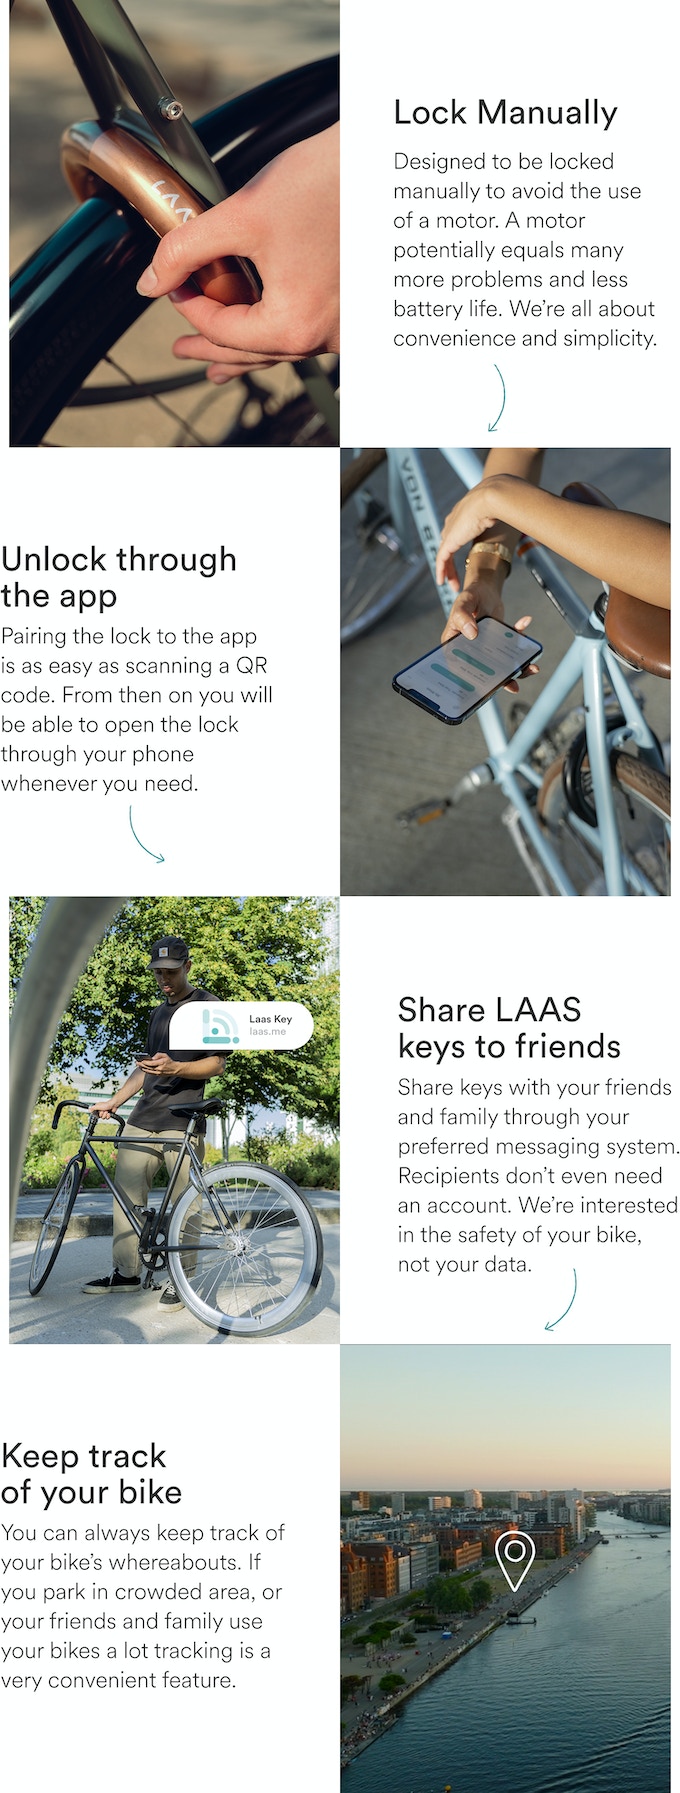 LAAS
Lock Manually
Designed to be locked
manually to avoid the use
of a motor. A motor
potentially equals many
more problems and less
battery life. We’re all about
convenience and simplicity.
VON
Unlock through
the app
Pairing the lock to the app
is as easy as scanning a QR
code. From then on you will
be able to open the lock
through your phone
whenever you need.
Laas Key
laas.me
Share LAAS
keys to friends
Share keys with your friends
and family through your
preferred messaging system.
Recipients don’t even need
an account. We’re interested
in the safety of your bike,
not your data.
Keep track
of your bike
You can always keep track of
your bike’s whereabouts. If
you park in crowded area, or
your friends and family use
your bikes a lot tracking is a
very convenient feature.